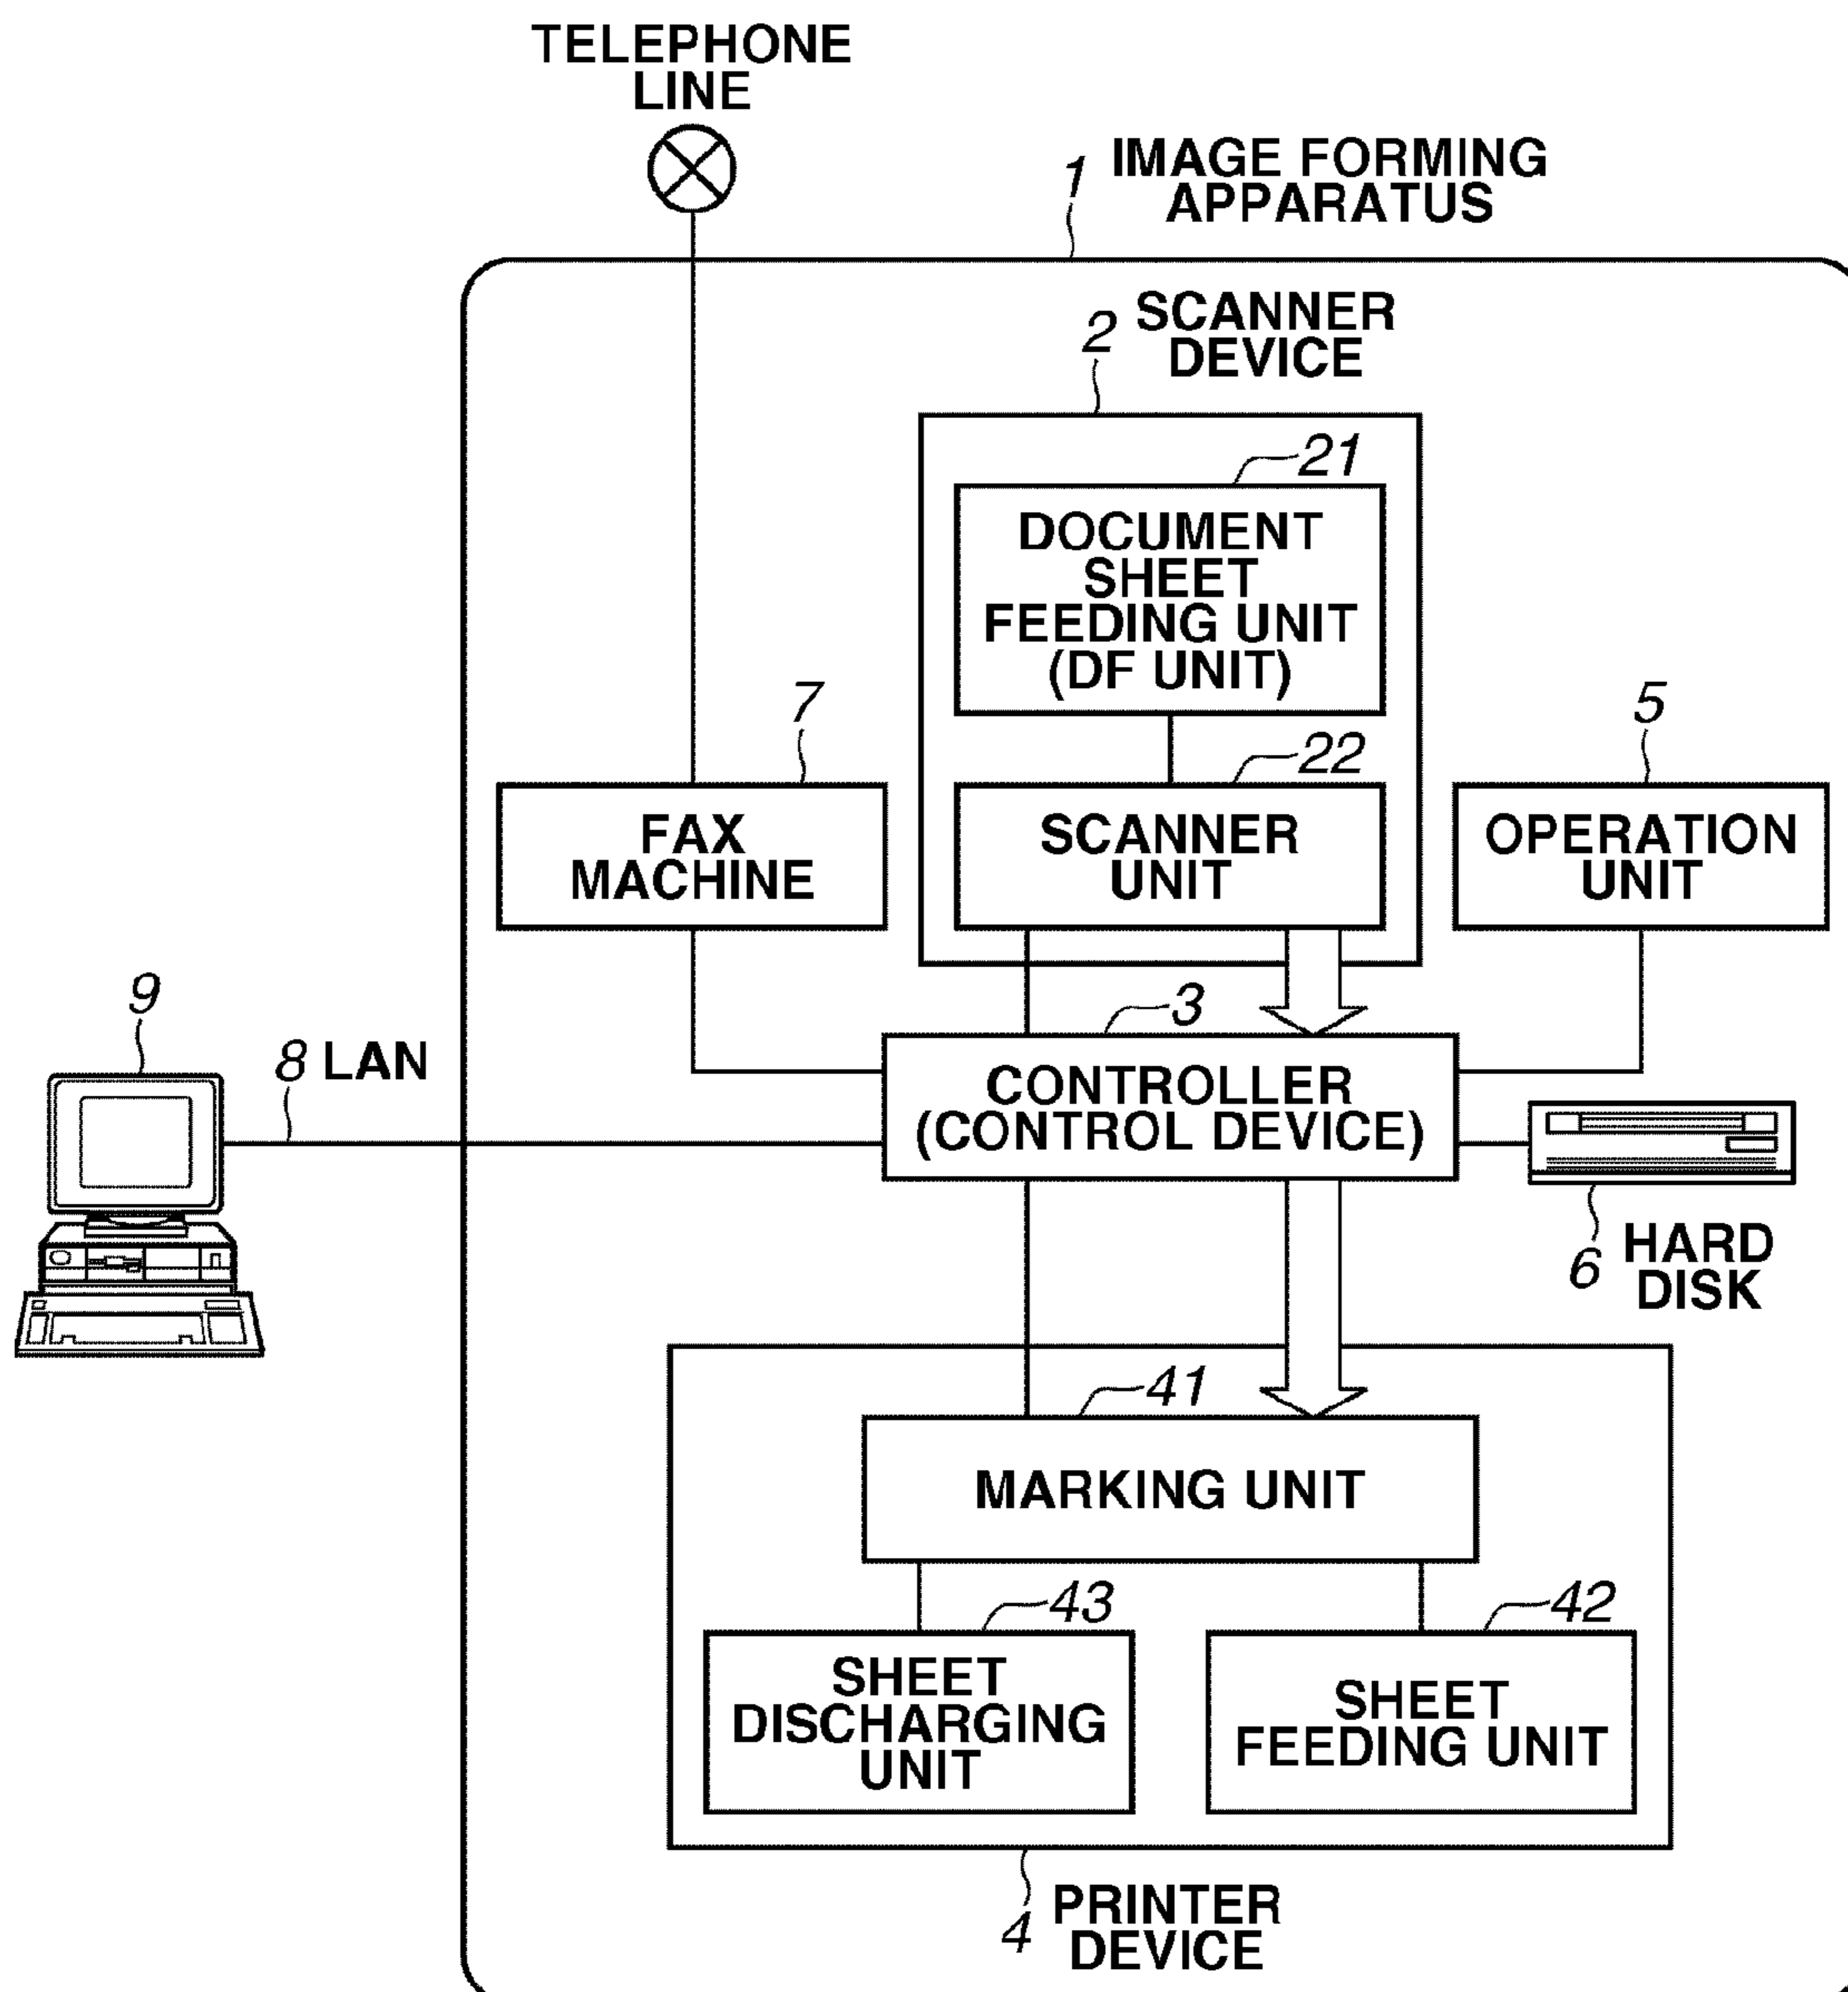 TELEPHONE
LINE
1 IMAGE FORMING
APPARATUS
2 SCANNER
DEVICE
21
DOCUMENT
SHEET
FEEDING UNIT
(DF UNIT)
7
22
5
FAX
MACHINE
SCANNER
UNIT
OPERATION
UNIT
9
8 LAN
3
CONTROLLER
(CONTROL DEVICE)
6 HARD
DISK
41
MARKING UNIT
43
42
SHEET
DISCHARGING
UNIT
SHEET
FEEDING UNIT
4 PRINTER
DEVICE